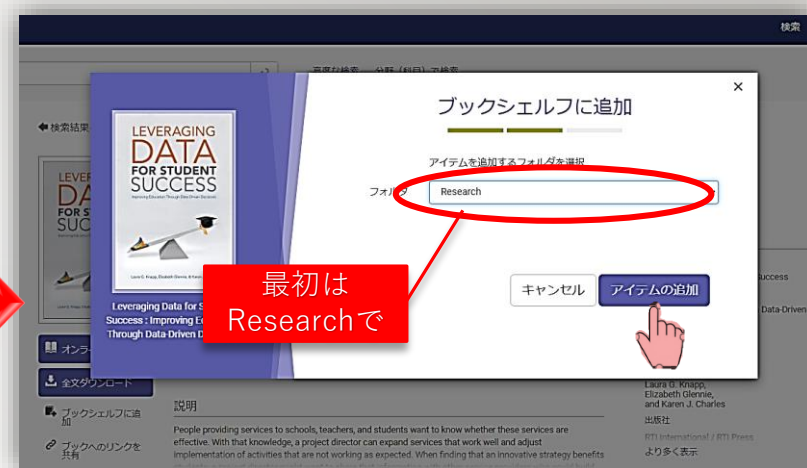 検索
高度な検索 分野（科目）で検索
検索結果
×
ブックシェルフに追加
アイテムを追加するフォルダを選択
フォルダ
Research
キャンセル
アイテムの追加
LEVERAGING
DATA
FOR STUDENT
SUCCESS
Improving Education Through Data-Driven Decisions
Leveraging Data for S
Success : Improving E
Through Data-Driven D
最初は
Researchで
LEVE
DA
FOR S
SUC
uccess
Data-Driven
オンラ
全文ダウンロード
ブックシェルフに追
加
ブックへのリンクを
共有
説明
People providing services to schools, teachers, and students want to know whether these services are
effective. With that knowledge, a project director can expand services that work well and adjust
implementation of activities that are not working as expected. When finding that an innovative strategy benefits
Laura G. Knapp,
Elizabeth Glennie,
and Karen J. Charles
出版社
RTI International / RTI Press
より多く表示